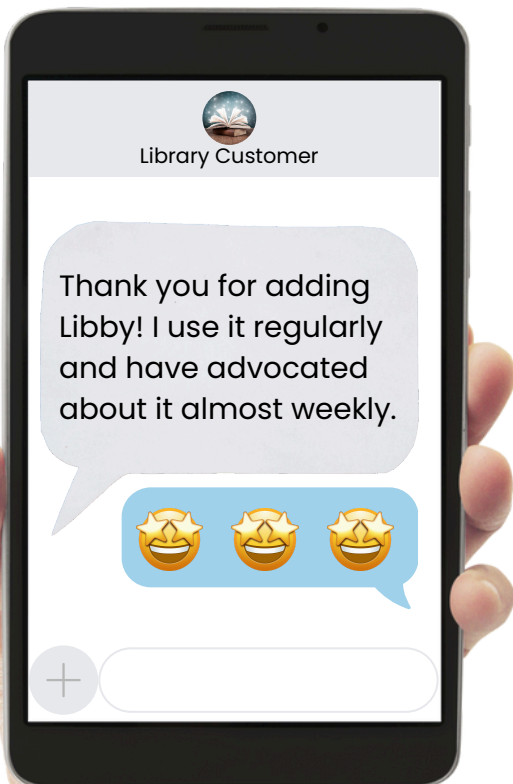 Library Customer
Thank you for adding
Libby! I use it regularly
and have advocated
about it almost weekly.